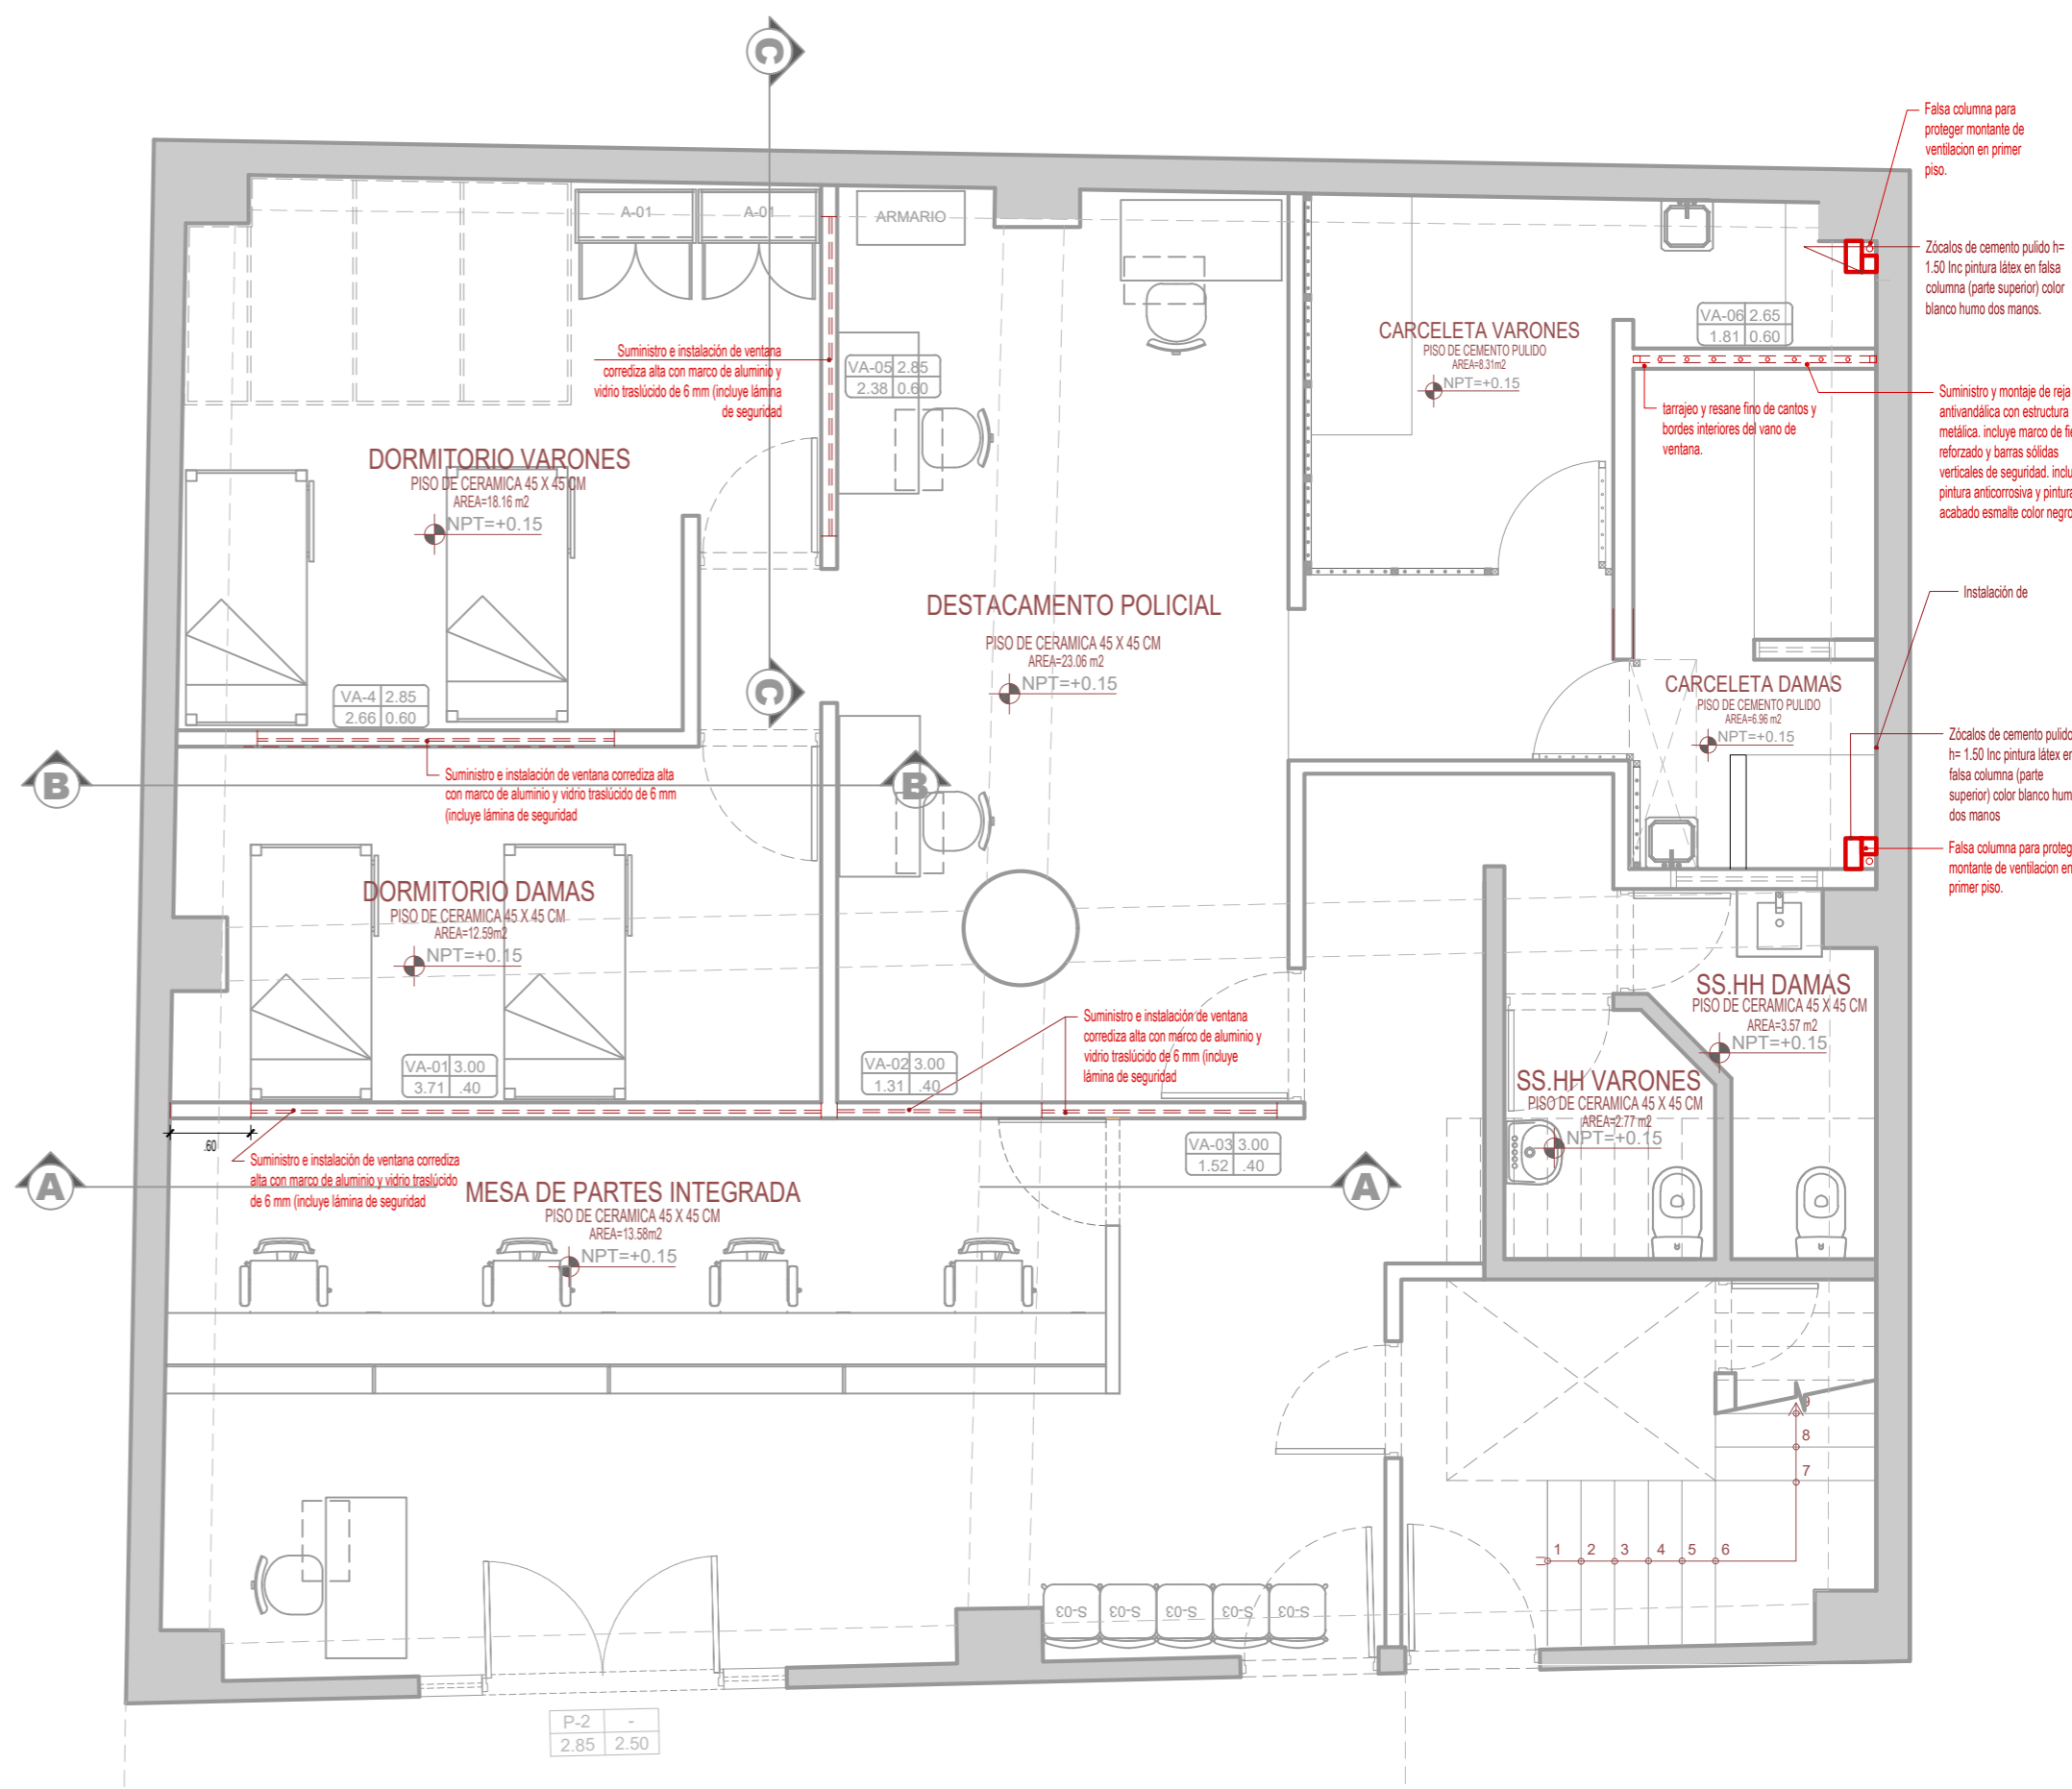 C
Falsa columna para
proteger montante de
ventilacion en primer
piso.
A-01
A-01
ARMARIO
Zócalos de cemento pulido h=
1.50 Inc pintura látex en falsa
columna (parte superior) color
blanco humo dos manos.
VA-06 2.65
1.81 0.60
CARCELETA VARONES
PISO DE CEMENTO PULIDO
AREA=8.31m2
NPT=+0.15
Suministro e instalación de ventana
corrediza alta con marco de aluminio y
vidrio traslúcido de 6 mm (incluye lámina
de seguridad
VA-05 2.85
2.38 0.60
tarrajeo y resane fino de cantos y
bordes interiores del vano de
ventana.
Suministro y montaje de reja
antivandálica con estructura
metálica. incluye marco de
reforzado y barras sólidas
verticales de seguridad.
pintura anticorrosiva y
acabado esmalte color negro
DORMITORIO VARONES
PISO DE CERAMICA 45 X 45 CM
AREA=18.16 m2
NPT=+0.15
DESTACAMENTO POLICIAL
PISO DE CERAMICA 45 X 45 CM
AREA=23.06 m2
NPT=+0.15
Instalación de
VA-4 2.85
2.66 0.60
C
CARCELETA DAMAS
PISO DE CEMENTO PULIDO
AREA=6.96 m2
NPT=+0.15
Zócalos de cemento pulido
h= 1.50 Inc pintura látex en
falsa columna (parte
superior) color blanco
dos manos
B
B
Suministro e instalación de ventana corrediza alta
con marco de aluminio y vidrio traslúcido de 6 mm
(incluye lámina de seguridad
Falsa columna para
montante de ventilacion en
primer piso.
DORMITORIO DAMAS
PISO DE CERAMICA 45 X 45 CM
AREA=12.59m2
NPT=+0.15
SS.HH DAMAS
PISO DE CERAMICA 45 X 45 CM
AREA=3.57 m2
NPT=+0.15
Suministro e instalación de ventana
corrediza alta con marco de aluminio y
vidrio traslúcido de 6 mm (incluye
lámina de seguridad
VA-01 3.00
3.71 .40
VA-02 3.00
1.31 .40
SS.HH VARONES
PISO DE CERAMICA 45 X 45 CM
AREA=2.77 m2
NPT=+0.15
.60
VA-03 3.00
1.52 .40
Suministro e instalación de ventana corrediza
alta con marco de aluminio y vidrio traslúcido
de 6 mm (incluye lámina de seguridad
A
A
MESA DE PARTES INTEGRADA
PISO DE CERAMICA 45 X 45 CM
AREA=13.58m2
NPT=+0.15
9
8
7
1 2 3 4 5 6
S-03 S-03 S-03 S-03 S-03
P-2 -
2.85 2.50